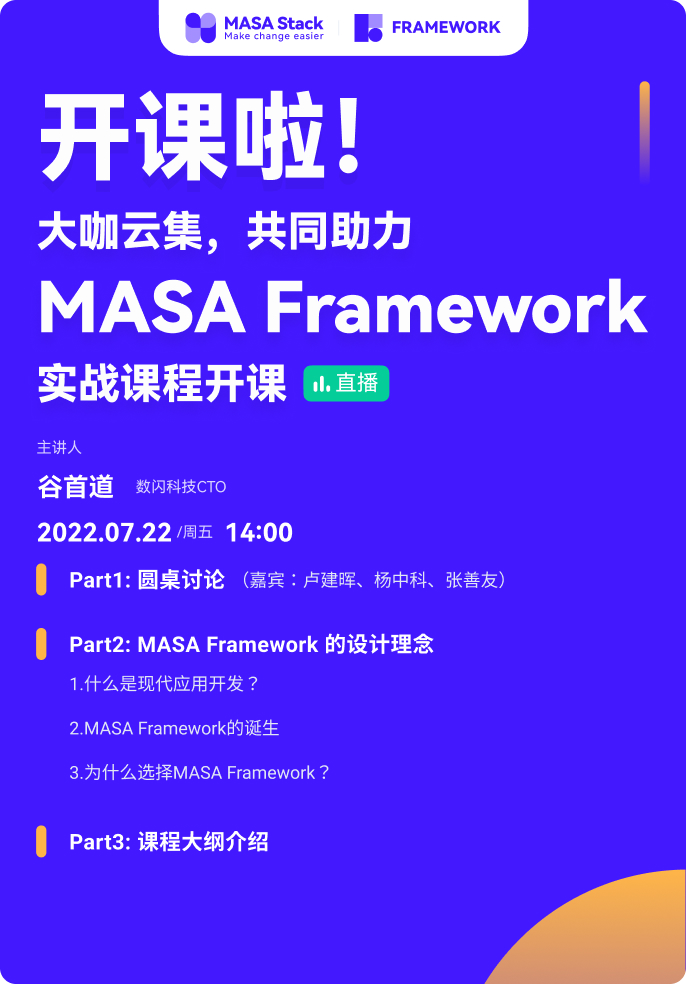 MASA Stack
Make change easier
FRAMEWORK
开课啦!
大咖云集，共同助力
MASA Framework
实战课程开课 直播
主讲人
谷首道 数闪科技CTO
2022.07.22 /周五 14:00
Part1: 圆桌讨论 （嘉宾：卢建晖、杨中科、张善友）
Part2: MASA Framework 的设计理念
1.什么是现代应用开发？
2.MASA Framework的诞生
3.为什么选择MASA Framework？
Part3: 课程大纲介绍